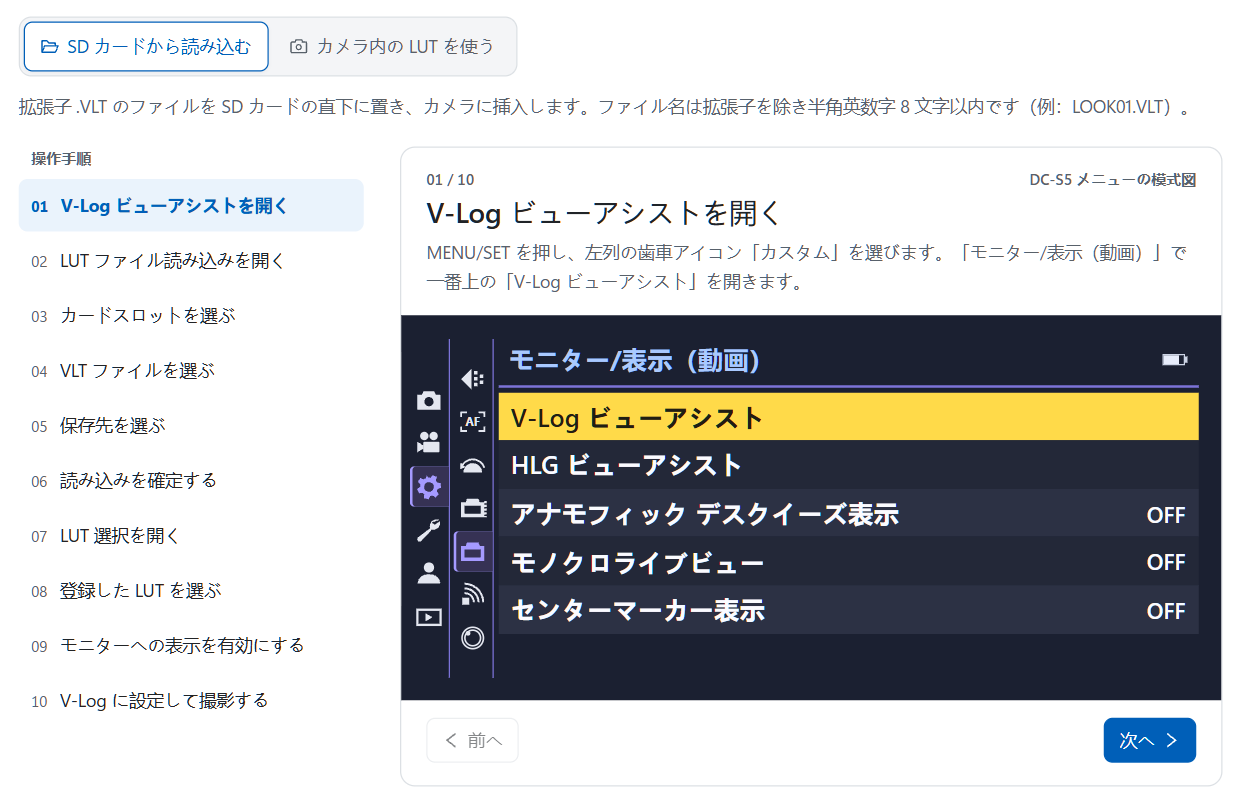 SD カードから読み込む
カメラ内の LUT を使う
拡張子 .VLT のファイルを SD カードの直下に置き、カメラに挿入します。ファイル名は拡張子を除き半角英数字 8 文字以内です（例：LOOK01.VLT）。
操作手順
01 V-Log ビューアシストを開く
02 LUT ファイル読み込みを開く
03 カードスロットを選ぶ
04 VLT ファイルを選ぶ
05 保存先を選ぶ
06 読み込みを確定する
07 LUT 選択を開く
08 登録した LUT を選ぶ
09 モニターへの表示を有効にする
10 V-Log に設定して撮影する
01 / 10
DC-S5 メニューの模式図
V-Log ビューアシストを開く
MENU/SET を押し、左列の歯車アイコン「カスタム」を選びます。「モニター/表示（動画）」で
一番上の「V-Log ビューアシスト」を開きます。
モニター/表示（動画）
AF
V-Log ビューアシスト
HLG ビューアシスト
アナモフィック デスクイーズ表示 OFF
モノクロライブビュー OFF
センターマーカー表示 OFF
前へ
次へ